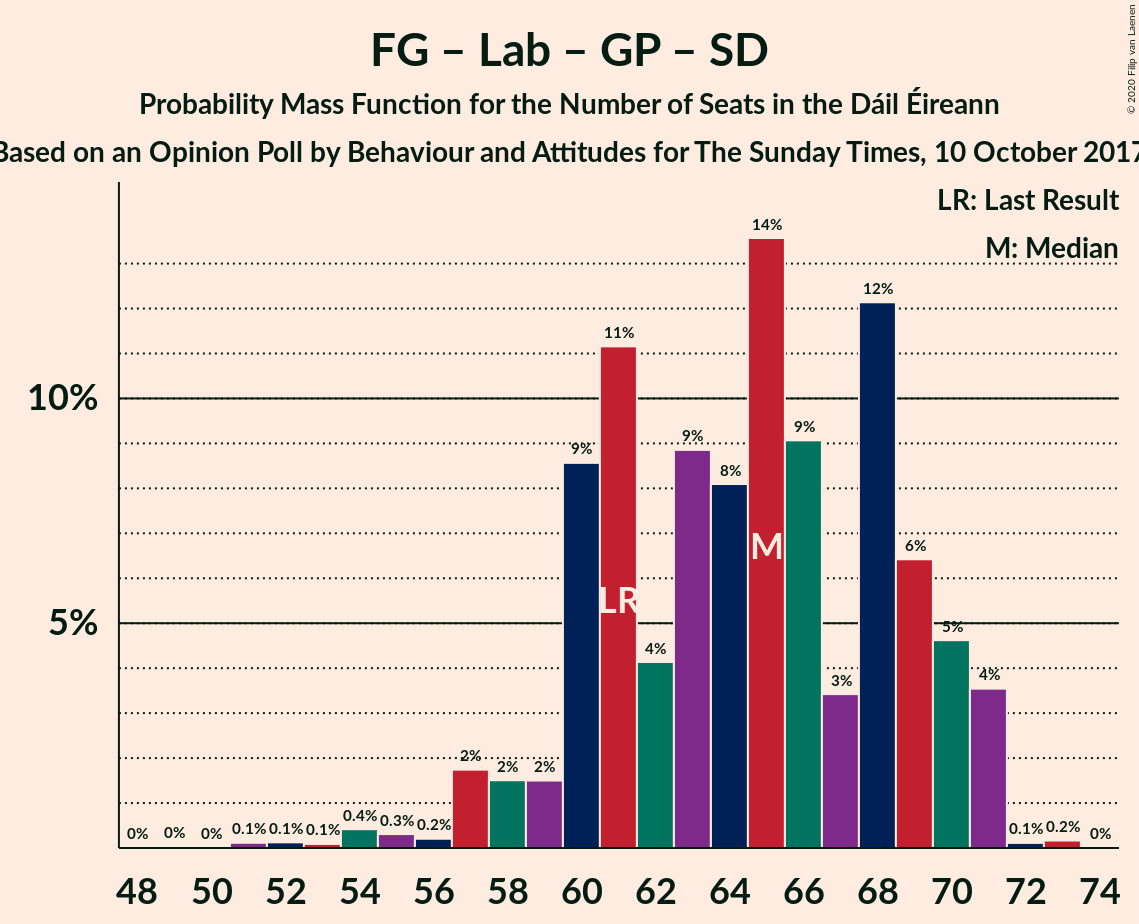 FG – Lab – GP – SD
Probability Mass Function for the Number of Seats in the Dáil Éireann
Based on an Opinion Poll by Behaviour and Attitudes for The Sunday Times, 10 October 2017
© 2020 Filip van Laenen
LR: Last Result
M: Median
10%
5%
0% 0% 0% 0.1% 0.1% 0.1% 0.4% 0.3% 0.2% 2% 2% 2% 9% 11% 4% 9% 8% 14% 9% 3% 12% 6% 5% 4% 0.1% 0.2% 0%
LR
M
48 50 52 54 56 58 60 62 64 66 68 70 72 74